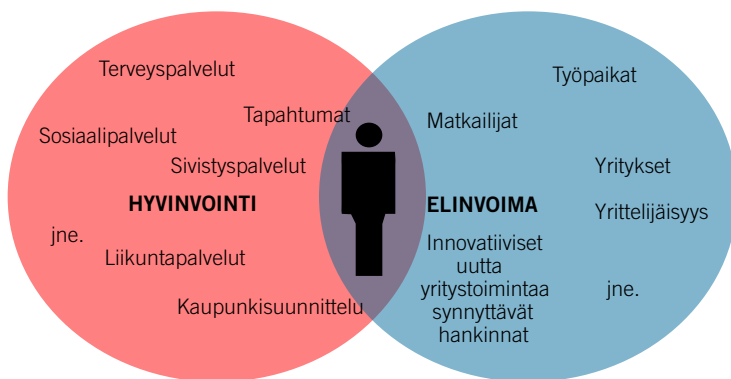 Terveyspalvelut
Tapahtumat
Sosiaalipalvelut
Sivistyspalvelut
HYVINVOINTI
jne.
Liikuntapalvelut
Kaupunkisuunnittelu
Työpaikat
Matkailijat
Yritykset
ELINVOIMA
Yrittelijäisyys
Innovatiiviset
uutta
yritystoimintaa
synnyttävät
hankinnat
jne.